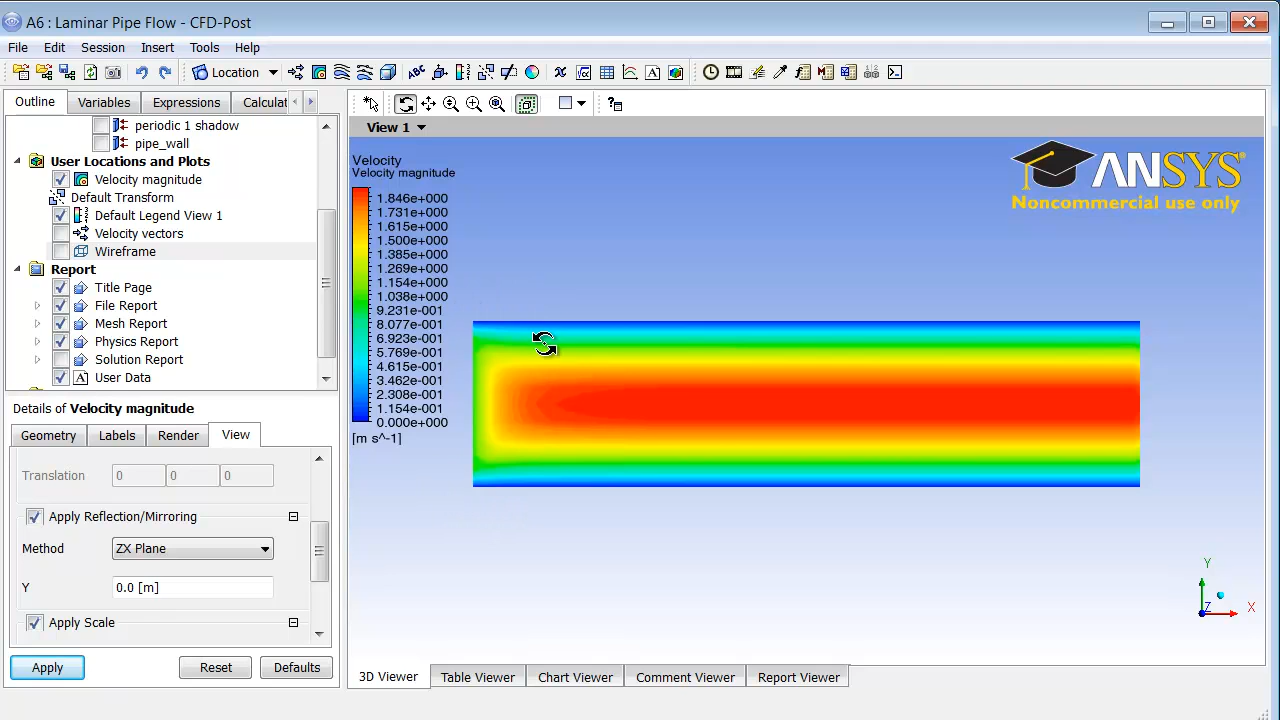 A6 : Laminar Pipe Flow - CFD-Post
File Edit Session Insert Tools Help
Location
Outline Variables Expressions Calculat
periodic 1 shadow
pipe_wall
User Locations and Plots
Velocity magnitude
Default Transform
Default Legend View 1
Velocity vectors
Wireframe
Report
Title Page
File Report
Mesh Report
Physics Report
Solution Report
User Data
Details of Velocity magnitude
Geometry Labels Render View
Translation 0 0 0
Apply Reflection/Mirroring
Method ZX Plane
Y 0.0 [m]
Apply Scale
Apply Reset Defaults
View 1
Velocity
Velocity magnitude
1.846e+000
1.731e+000
1.615e+000
1.500e+000
1.385e+000
1.269e+000
1.154e+000
1.038e+000
9.231e-001
8.077e-001
6.923e-001
5.769e-001
4.615e-001
3.462e-001
2.308e-001
1.154e-001
0.000e+000
[m s^-1]
ANSYS
Noncommercial use only
Y
Z X
3D Viewer Table Viewer Chart Viewer Comment Viewer Report Viewer